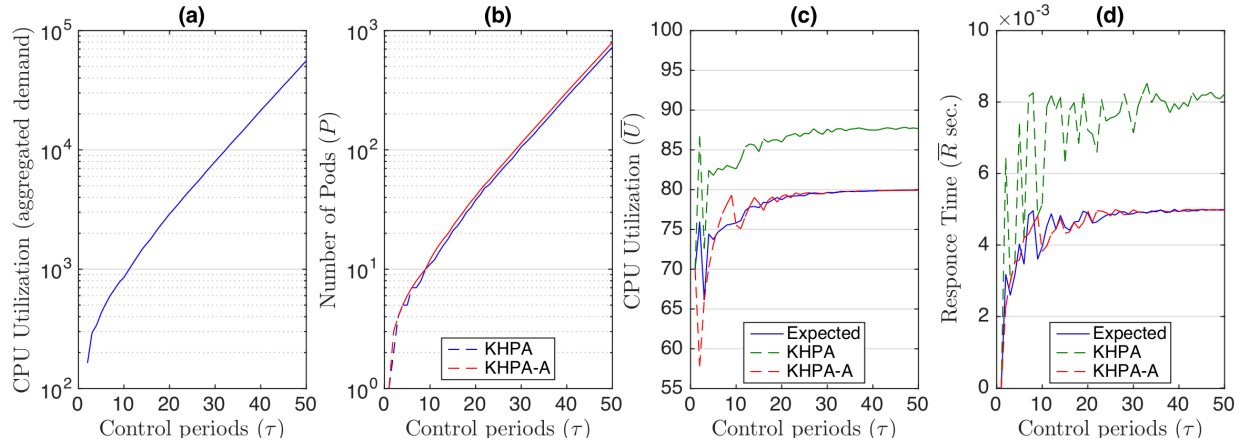 (a)
CPU Utilization (aggregated demand)
10^5
10^4
10^3
10^2
0 10 20 30 40 50
Control periods (τ)
(b)
Number of Pods (P)
10^3
10^2
10^1
10^0
KHPA
KHPA-A
0 10 20 30 40 50
Control periods (τ)
(c)
CPU Utilization (U̅)
100
95
90
85
80
75
70
65
60
55
Expected
KHPA
KHPA-A
0 10 20 30 40 50
Control periods (τ)
(d)
×10^-3
Responce Time (R̅ sec.)
10
8
6
4
2
0
Expected
KHPA
KHPA-A
0 10 20 30 40 50
Control periods (τ)